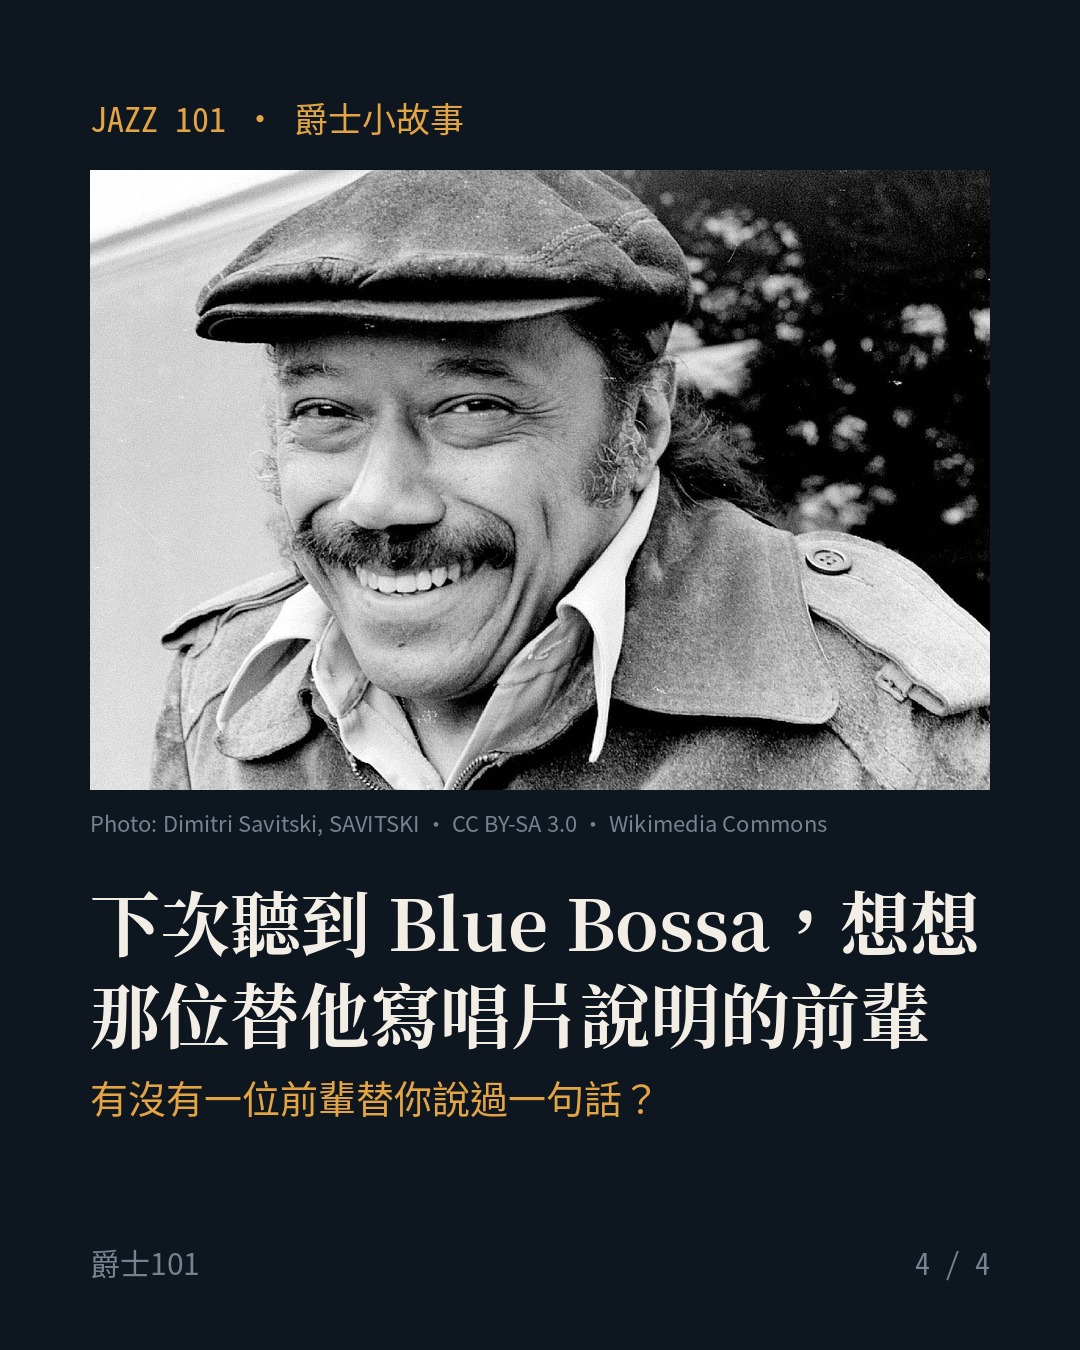 JAZZ 101 · 爵士小故事
Photo: Dimitri Savitski, SAVITSKI · CC BY-SA 3.0 · Wikimedia Commons
下次聽到 Blue Bossa，想想
那位替他寫唱片說明的前輩
有沒有一位前輩替你說過一句話？
爵士101
4 / 4